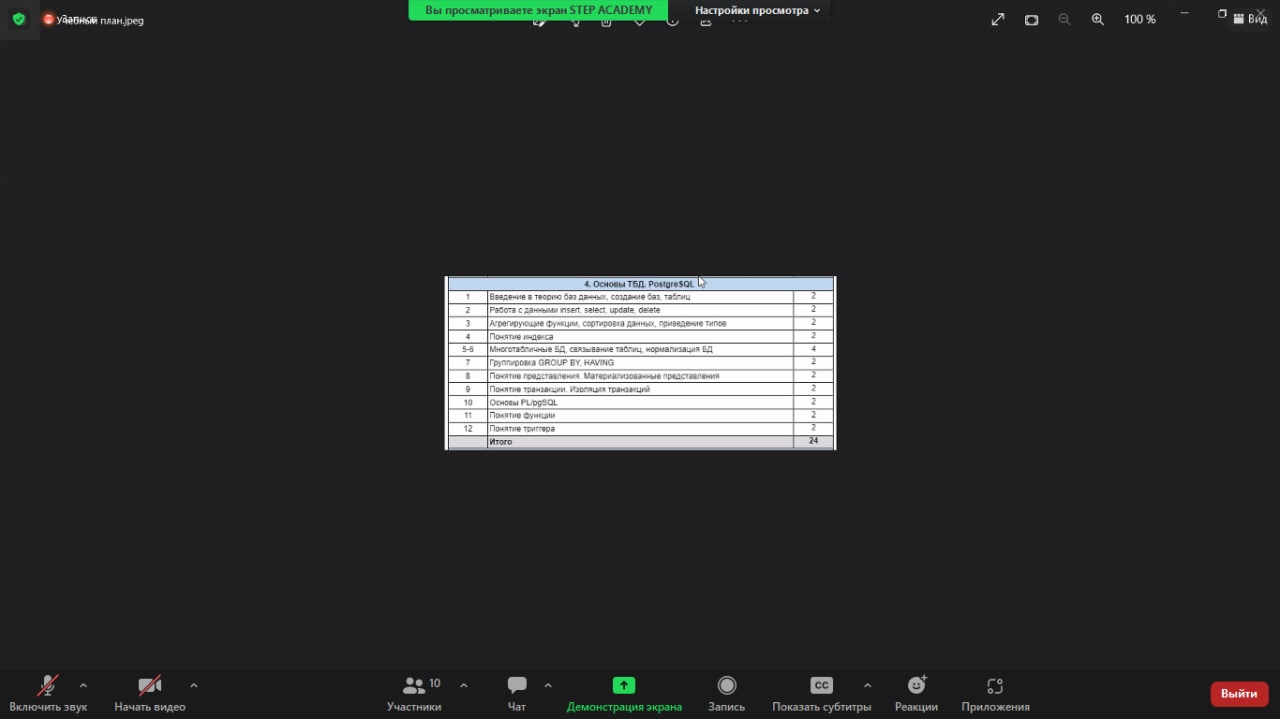 Вы просматриваете экран STEP ACADEMY
Настройки просмотра
Запись
план.jpeg
100 %
Вид
4. Основы ТБД. PostgreSQL
1 Введение в теорию баз данных, создание баз, таблиц 2
2 Работа с данными insert, select, update, delete 2
3 Агрегирующие функции, сортировка данных, приведение типов 2
4 Понятие индекса 2
5-6 Многотабличные БД, связывание таблиц, нормализация БД 4
7 Группировка GROUP BY, HAVING 2
8 Понятие представления. Материализованные представления 2
9 Понятие транзакции. Изоляция транзакций 2
10 Основы PL/pgSQL 2
11 Понятие функции 2
12 Понятие триггера 2
Итого 24
10
CC
Включить звук
Начать видео
Участники
Чат
Демонстрация экрана
Запись
Показать субтитры
Реакции
Приложения
Выйти